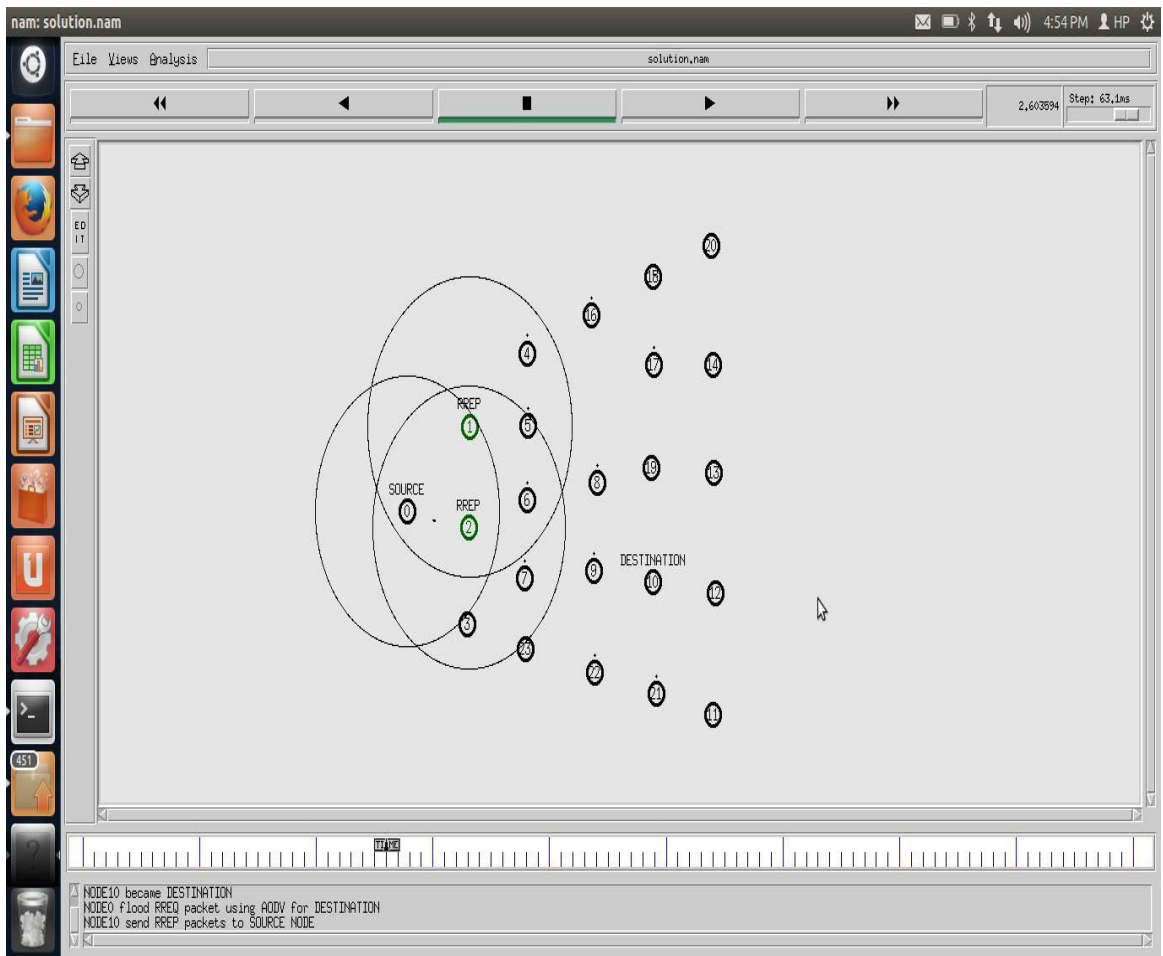 nam: solution.nam
4:54 PM HP
File Views Analysis
solution.nam
2.603594
Step: 63.1ms
ED
IT
20
18
16
4
17
14
RREP
1
5
19
13
8
SOURCE
0
6
RREP
2
DESTINATION
9
7
10
12
3
23
22
21
11
451
TIME
NODE10 became DESTINATION
NODE0 flood RREQ packet using AODV for DESTINATION
NODE10 send RREP packets to SOURCE NODE